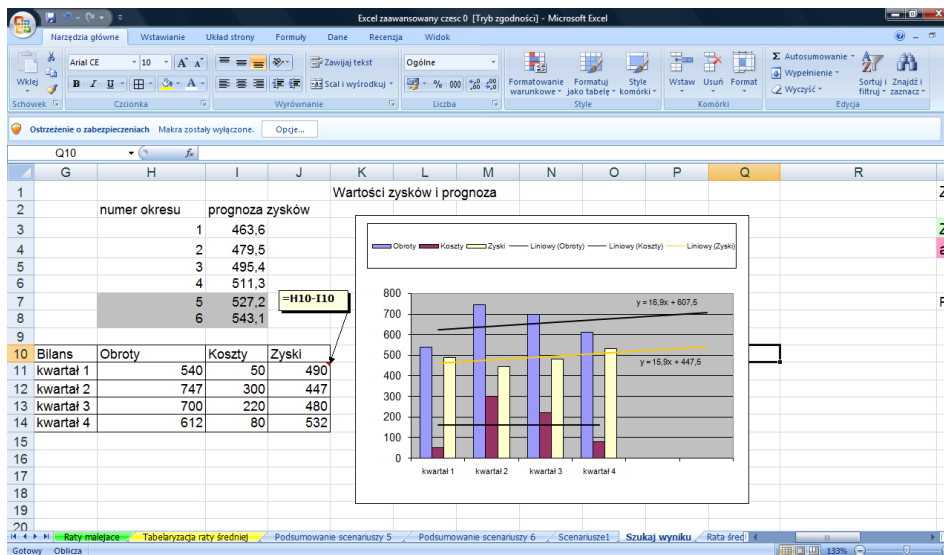 Excel zaawansowany czesc 0 [Tryb zgodności] - Microsoft Excel
Narzędzia główne Wstawianie Układ strony Formuły Dane Recenzja Widok
Wklej
Arial CE 10
Zawijaj tekst
Ogólne
B I U
Scal i wyśrodkuj
% 000
Formatowanie warunkowe
Formatuj jako tabelę
Style komórki
Wstaw Usuń Format
Σ Autosumowanie
Wypełnienie
Wyczyść
Sortuj i filtruj
Znajdź i zaznacz
Schowek Czcionka Wyrównanie Liczba Style Komórki Edycja
Ostrzeżenie o zabezpieczeniach Makra zostały wyłączone. Opcje...
Q10 fx
G H I J K L M N O P Q R
1 Wartości zysków i prognoza
2 numer okresu prognoza zysków
3 1 463,6
4 2 479,5
5 3 495,4
6 4 511,3
7 5 527,2
8 6 543,1
=H10-I10
9
10 Bilans Obroty Koszty Zyski
11 kwartał 1 540 50 490
12 kwartał 2 747 300 447
13 kwartał 3 700 220 480
14 kwartał 4 612 80 532
15
16
17
18
19
20
Obroty Koszty Zyski Liniowy (Obroty) Liniowy (Koszty) Liniowy (Zyski)
800
700
600
500
400
300
200
100
0
y = 16,9x + 607,5
y = 15,9x + 447,5
kwartał 1 kwartał 2 kwartał 3 kwartał 4
Raty malejace Tabelaryzacja raty średniej Podsumowanie scenariuszy 5 Podsumowanie scenariuszy 6 Scenariusze1 Szukaj wyniku Rata śred
Gotowy Oblicza 133%